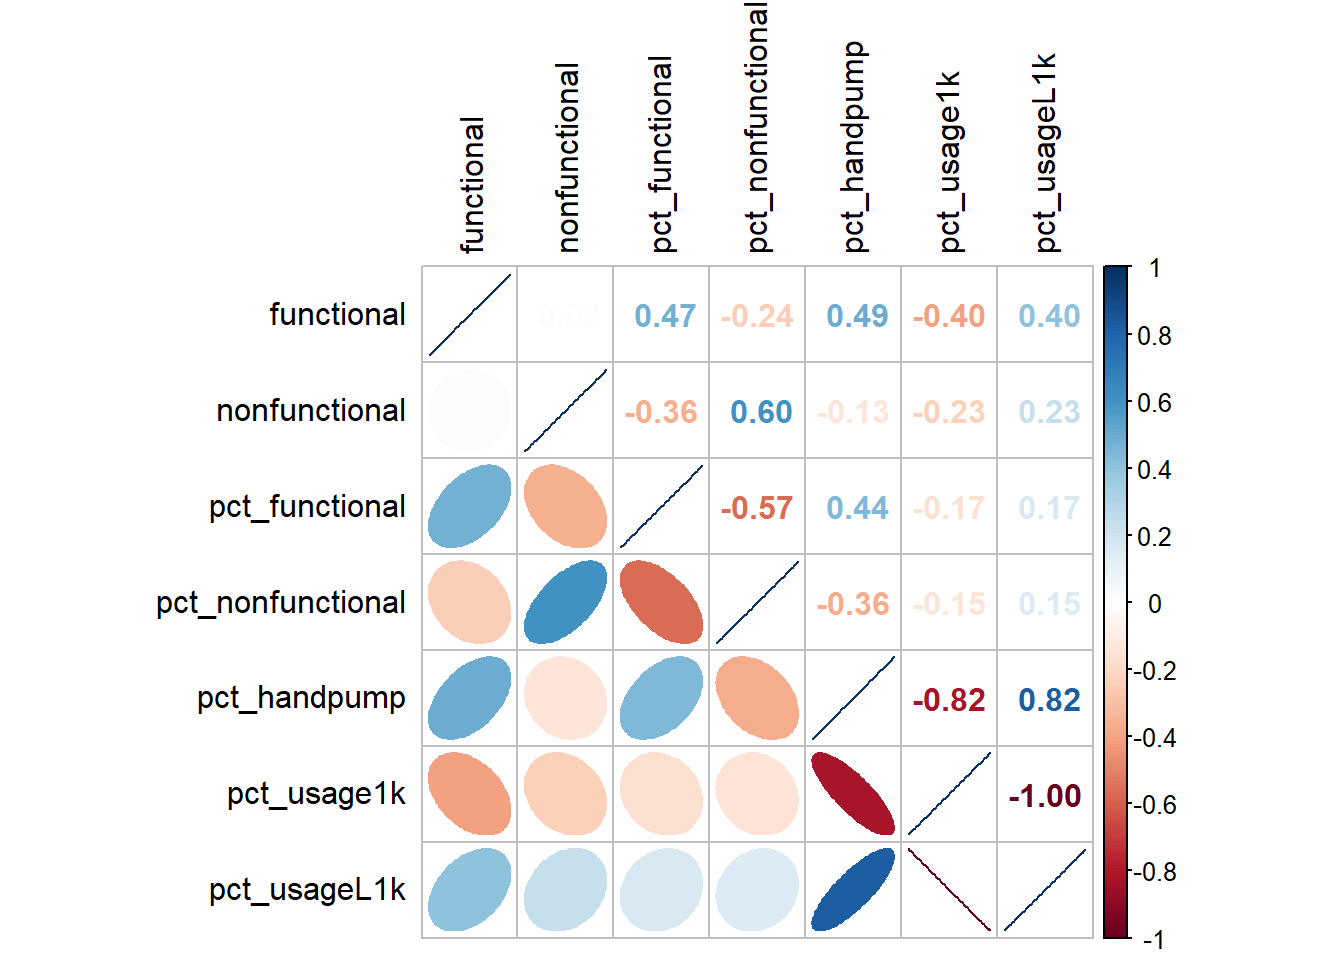 functional
nonfunctional
pct_functional
pct_nonfunctional
pct_handpump
pct_usage1k
pct_usageL1k
functional 0.02 0.47 -0.24 0.49 -0.40 0.40
nonfunctional -0.36 0.60 -0.13 -0.23 0.23
pct_functional -0.57 0.44 -0.17 0.17
pct_nonfunctional -0.36 -0.15 0.15
pct_handpump -0.82 0.82
pct_usage1k -1.00
pct_usageL1k
1
0.8
0.6
0.4
0.2
0
-0.2
-0.4
-0.6
-0.8
-1